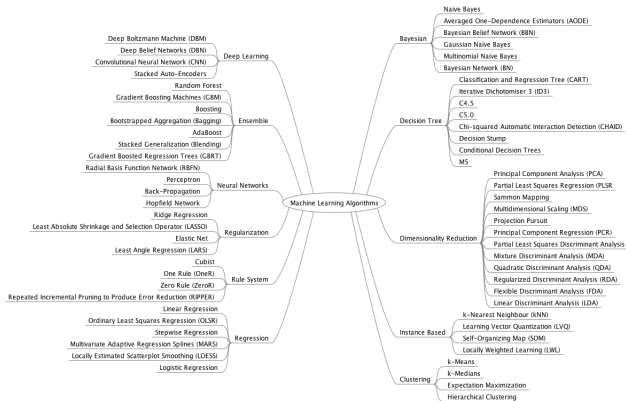 Machine Learning Algorithms
Deep Learning
Deep Boltzmann Machine (DBM)
Deep Belief Networks (DBN)
Convolutional Neural Network (CNN)
Stacked Auto-Encoders
Ensemble
Random Forest
Gradient Boosting Machines (GBM)
Boosting
Bootstrapped Aggregation (Bagging)
AdaBoost
Stacked Generalization (Blending)
Gradient Boosted Regression Trees (GBRT)
Neural Networks
Radial Basis Function Network (RBFN)
Perceptron
Back-Propagation
Hopfield Network
Regularization
Ridge Regression
Least Absolute Shrinkage and Selection Operator (LASSO)
Elastic Net
Least Angle Regression (LARS)
Rule System
Cubist
One Rule (OneR)
Zero Rule (ZeroR)
Repeated Incremental Pruning to Produce Error Reduction (RIPPER)
Regression
Linear Regression
Ordinary Least Squares Regression (OLSR)
Stepwise Regression
Multivariate Adaptive Regression Splines (MARS)
Locally Estimated Scatterplot Smoothing (LOESS)
Logistic Regression
Bayesian
Naive Bayes
Averaged One-Dependence Estimators (AODE)
Bayesian Belief Network (BBN)
Gaussian Naive Bayes
Multinomial Naive Bayes
Bayesian Network (BN)
Decision Tree
Classification and Regression Tree (CART)
Iterative Dichotomiser 3 (ID3)
C4.5
C5.0
Chi-squared Automatic Interaction Detection (CHAID)
Decision Stump
Conditional Decision Trees
M5
Dimensionality Reduction
Principal Component Analysis (PCA)
Partial Least Squares Regression (PLSR
Sammon Mapping
Multidimensional Scaling (MDS)
Projection Pursuit
Principal Component Regression (PCR)
Partial Least Squares Discriminant Analysis
Mixture Discriminant Analysis (MDA)
Quadratic Discriminant Analysis (QDA)
Regularized Discriminant Analysis (RDA)
Flexible Discriminant Analysis (FDA)
Linear Discriminant Analysis (LDA)
Instance Based
k-Nearest Neighbour (kNN)
Learning Vector Quantization (LVQ)
Self-Organizing Map (SOM)
Locally Weighted Learning (LWL)
Clustering
k-Means
k-Medians
Expectation Maximization
Hierarchical Clustering